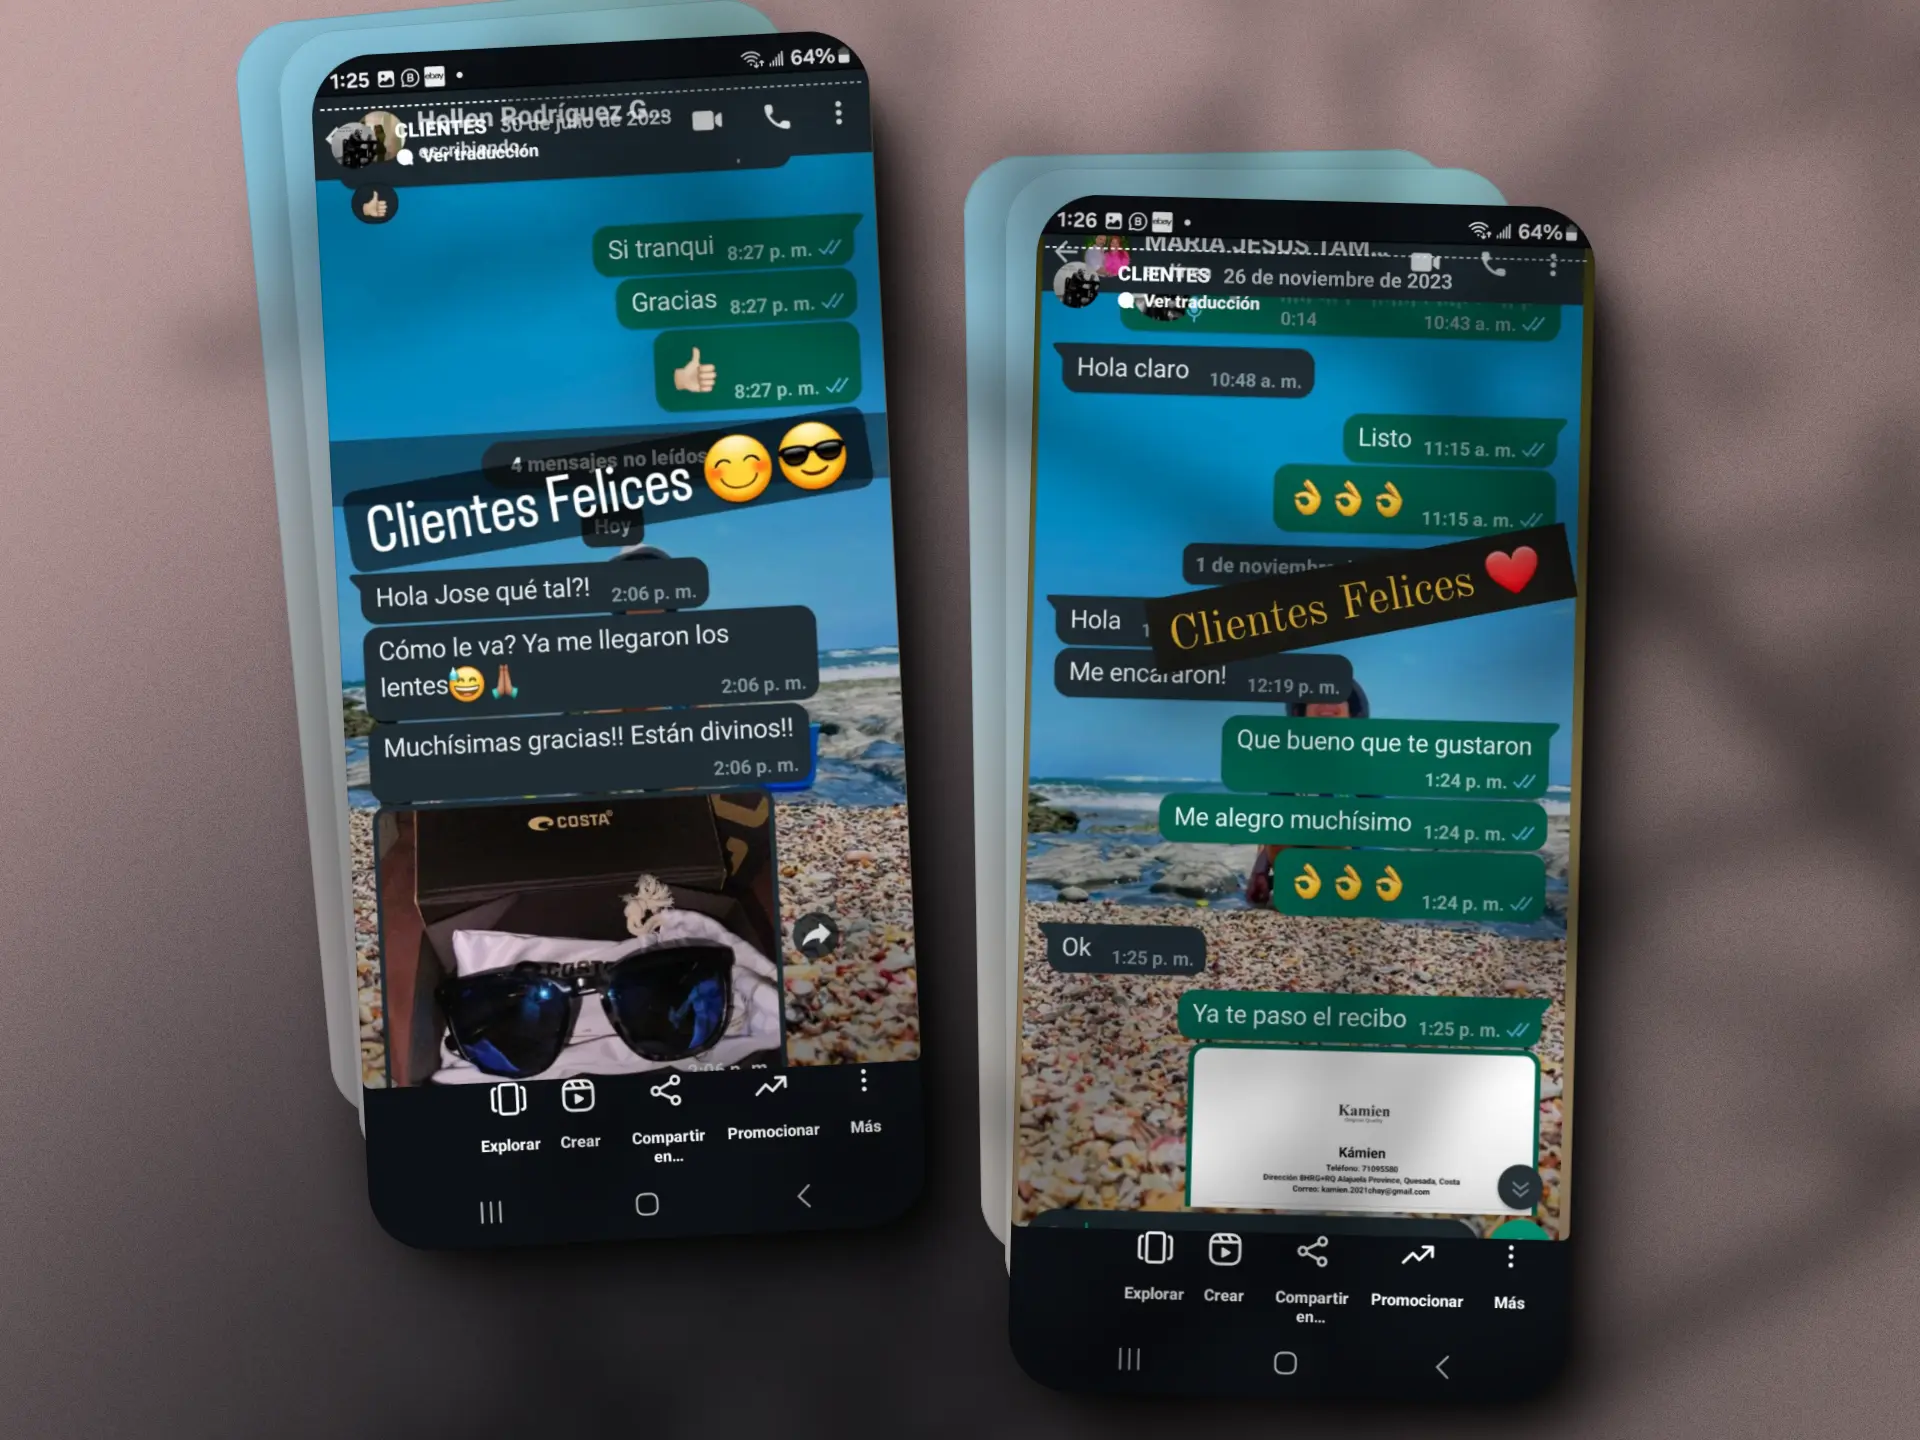 1:25
64%
Hellen Rodríguez G...
CLIENTES 30 de julio de 2023
escribiendo...
Ver traducción
Si tranqui 8:27 p. m.
Gracias 8:27 p. m.
👍🏻 8:27 p. m.
4 mensajes no leídos
Clientes Felices 😊😎
Hoy
Hola Jose qué tal?! 2:06 p. m.
Cómo le va? Ya me llegaron los
lentes😅🙏🏽 2:06 p. m.
Muchísimas gracias!! Están divinos!!
2:06 p. m.
COSTA
COSTA
2:06 p. m.
Explorar Crear Compartir en... Promocionar Más
1:26
64%
MARIA JESUS TAM...
CLIENTES 26 de noviembre de 2023
Ver traducción
0:14 10:43 a. m.
Hola claro 10:48 a. m.
Listo 11:15 a. m.
👌👌👌 11:15 a. m.
1 de noviembre
Clientes Felices ❤️
Hola
Me encantaron! 12:19 p. m.
Que bueno que te gustaron
1:24 p. m.
Me alegro muchísimo 1:24 p. m.
👌👌👌 1:24 p. m.
Ok 1:25 p. m.
Ya te paso el recibo 1:25 p. m.
Kamien
Original Quality
Kámien
Teléfono: 71095580
Dirección 8HRG+RQ Alajuela Province, Quesada, Costa
Correo: kamien.2021chay@gmail.com
Explorar Crear Compartir en... Promocionar Más